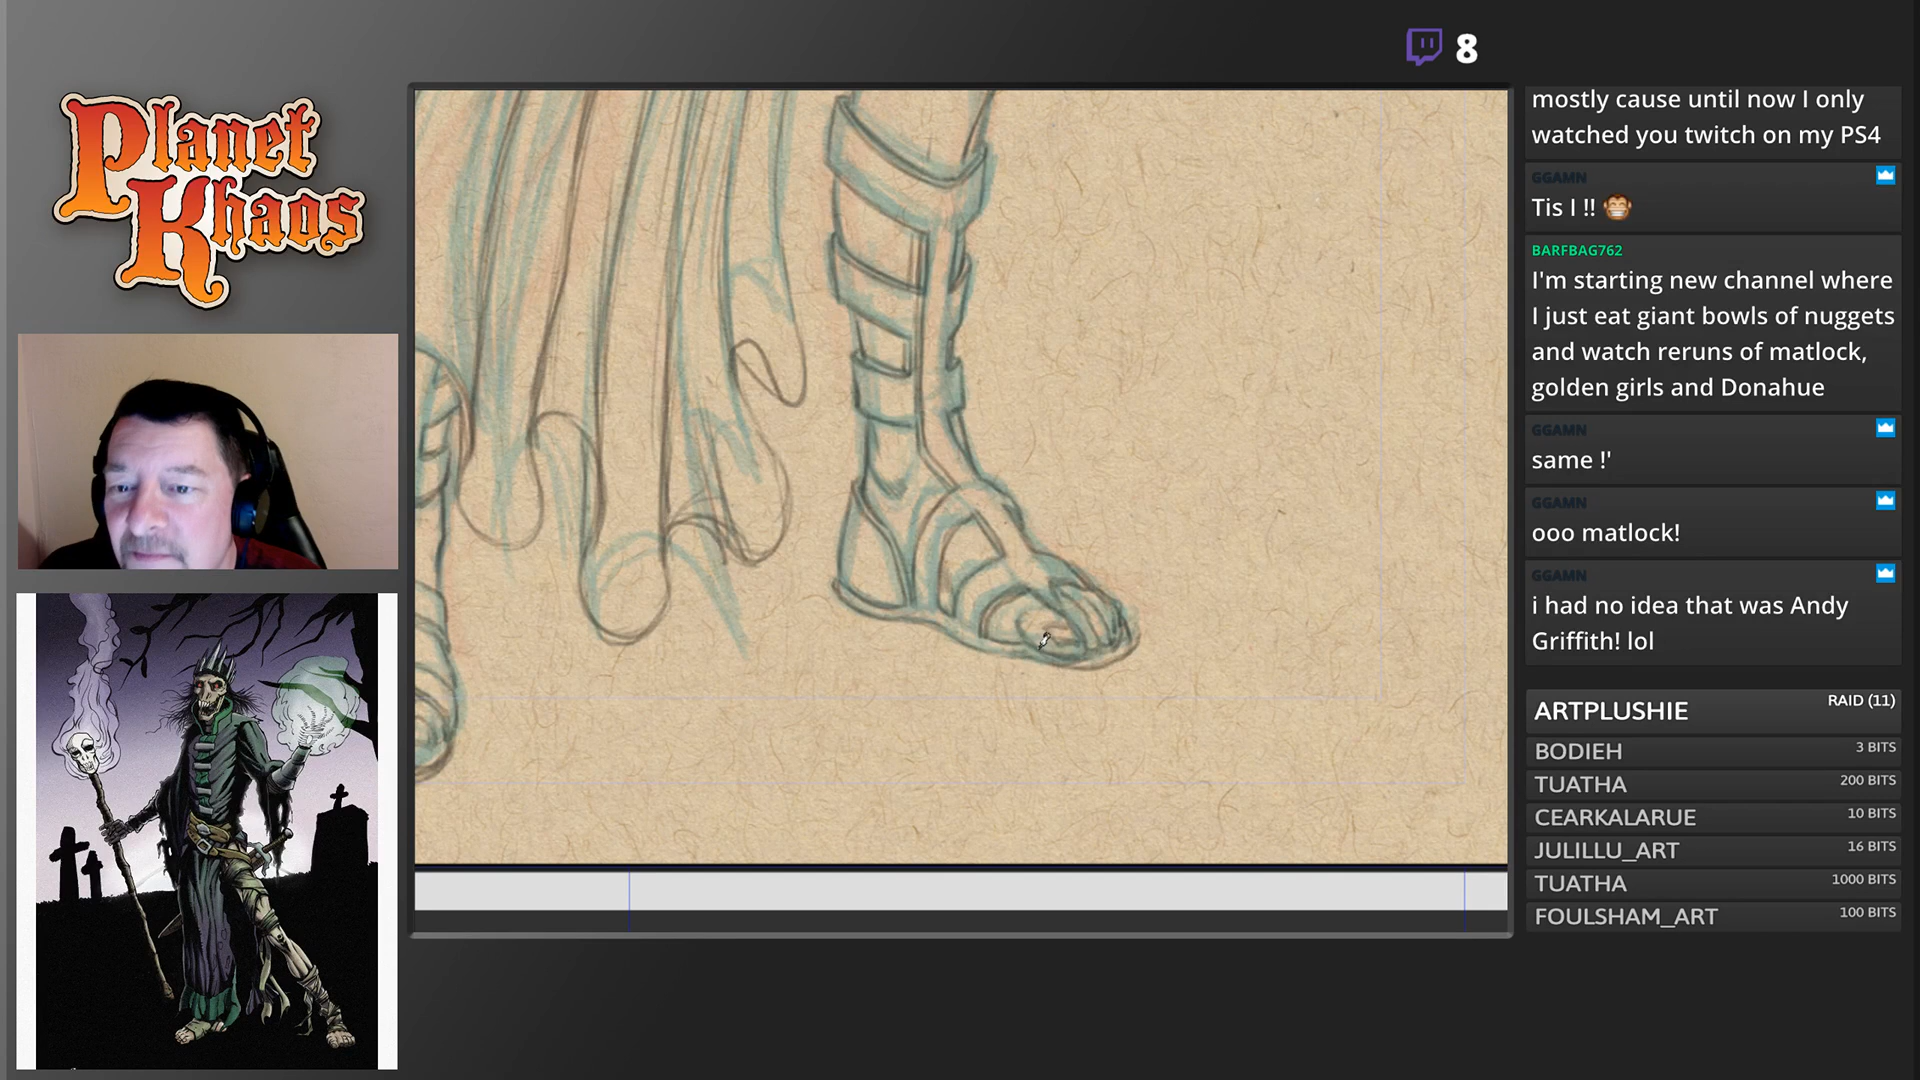 Planet
Khaos
8
mostly cause until now I only
watched you twitch on my PS4
GGAMN
Tis I !!
BARFBAG762
I'm starting new channel where
I just eat giant bowls of nuggets
and watch reruns of matlock,
golden girls and Donahue
GGAMN
same !'
GGAMN
ooo matlock!
GGAMN
i had no idea that was Andy
Griffith! lol
ARTPLUSHIE RAID (11)
BODIEH 3 BITS
TUATHA 200 BITS
CEARKALARUE 10 BITS
JULILLU_ART 16 BITS
TUATHA 1000 BITS
FOULSHAM_ART 100 BITS